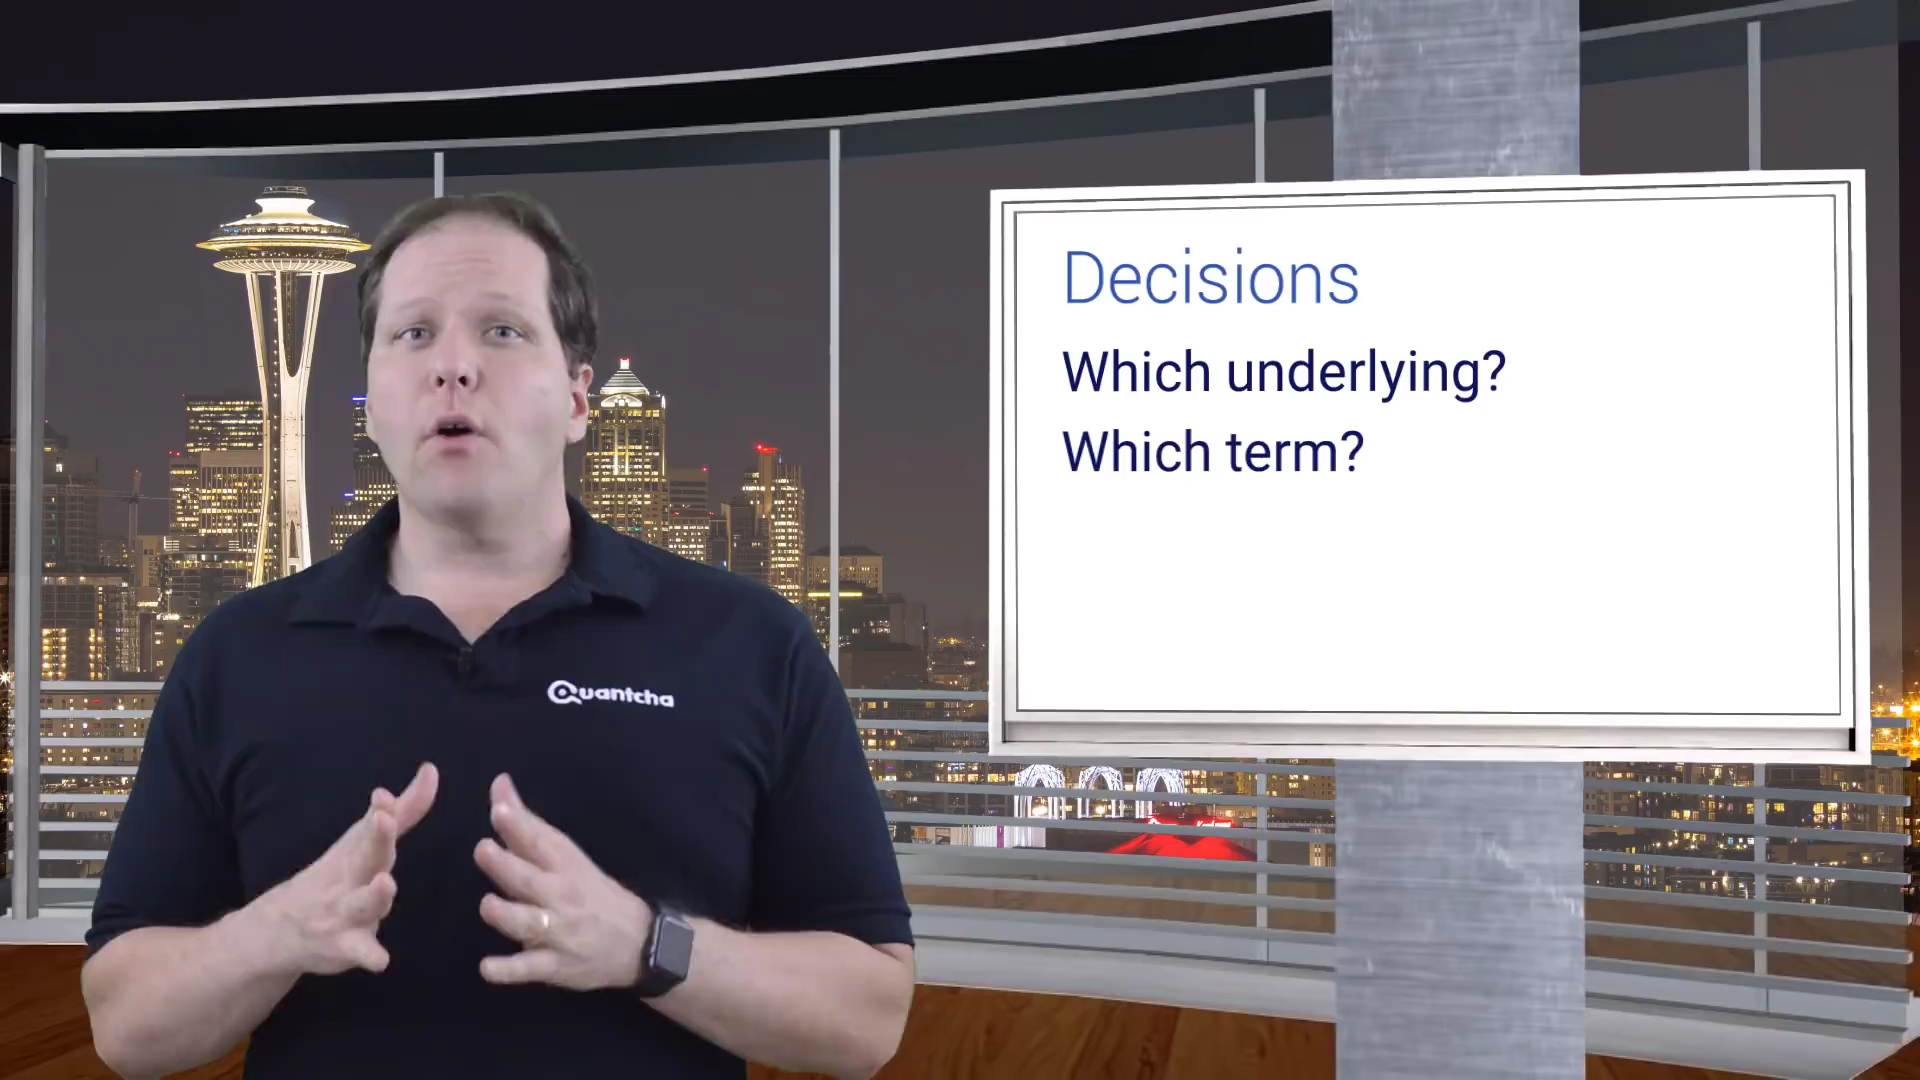 Decisions
Which underlying?
Which term?
Quantcha